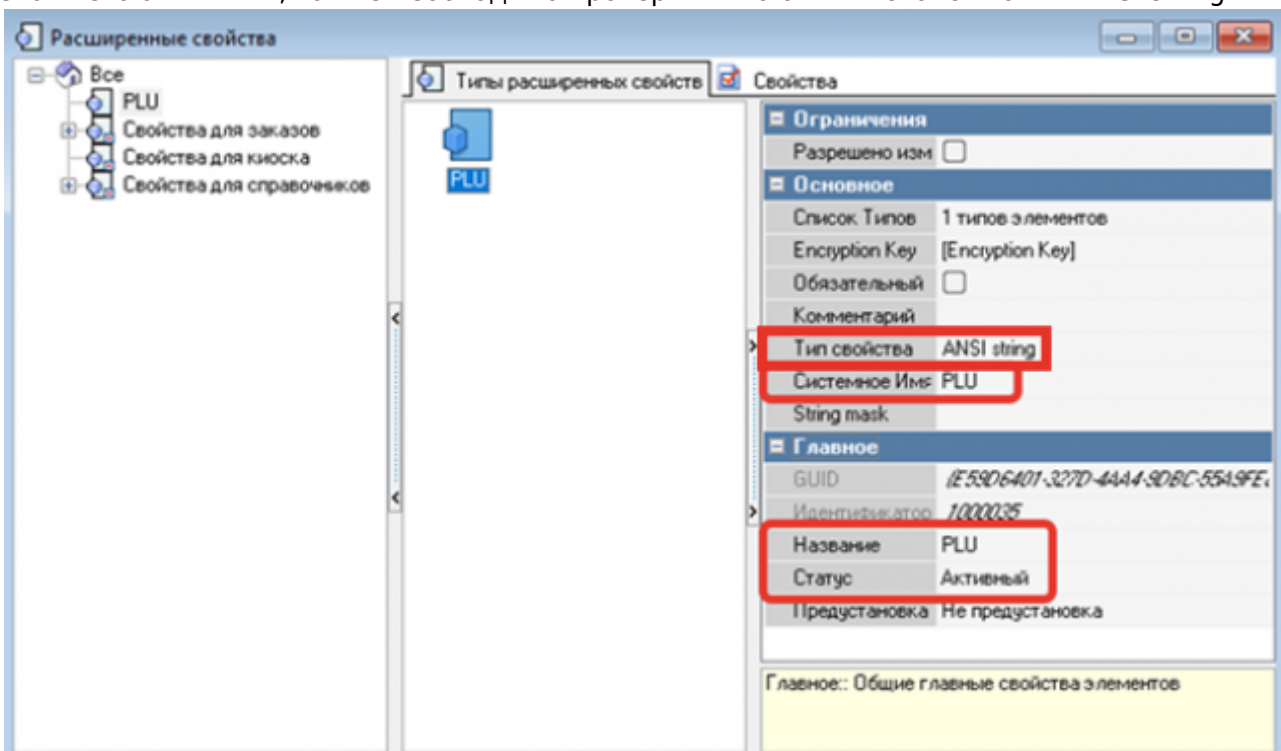 Расширенные свойства
Все
PLU
Свойства для заказов
Свойства для киоска
Свойства для справочников
Типы расширенных свойств
Свойства
PLU
Ограничения
Разрешено изм
Основное
Список Типов 1 типов элементов
Encryption Key [Encryption Key]
Обязательный
Комментарий
Тип свойства ANSI string
Системное Имя PLU
String mask
Главное
GUID
Идентификатор 1000035
Название PLU
Статус Активный
Предустановка Не предустановка
Главное:: Общие главные свойства элементов